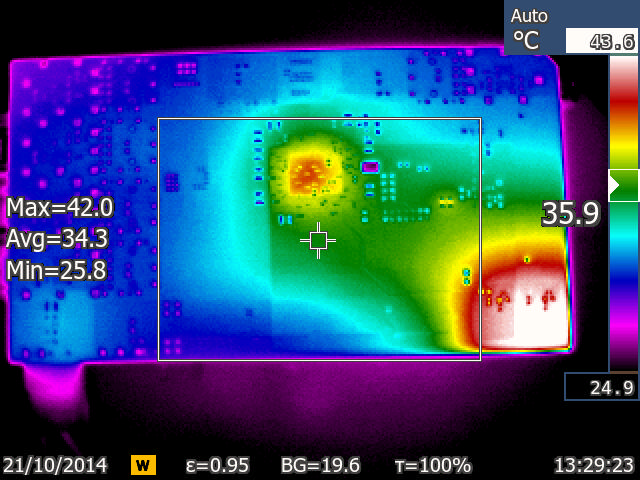 Auto
°C
43.6
Max=42.0
Avg=34.3
Min=25.8
35.9
24.9
21/10/2014 W ε=0.95 BG=19.6 τ=100% 13:29:23